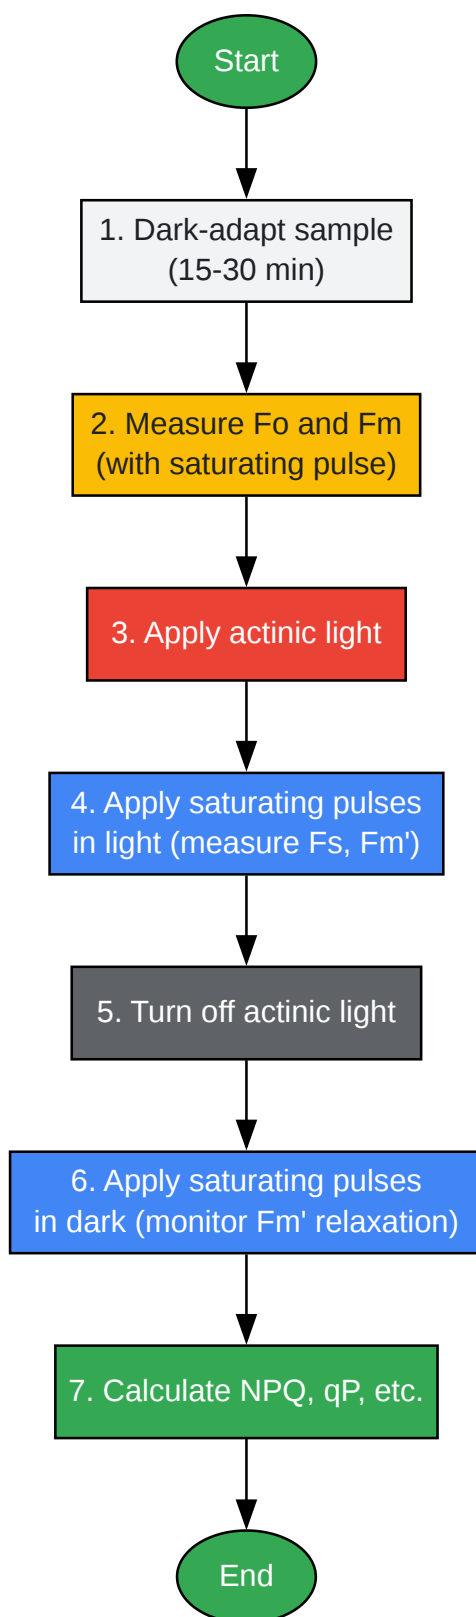 Start
1. Dark-adapt sample
(15-30 min)
2. Measure Fo and Fm
(with saturating pulse)
3. Apply actinic light
4. Apply saturating pulses
in light (measure Fs, Fm')
5. Turn off actinic light
6. Apply saturating pulses
in dark (monitor Fm' relaxation)
7. Calculate NPQ, qP, etc.
End